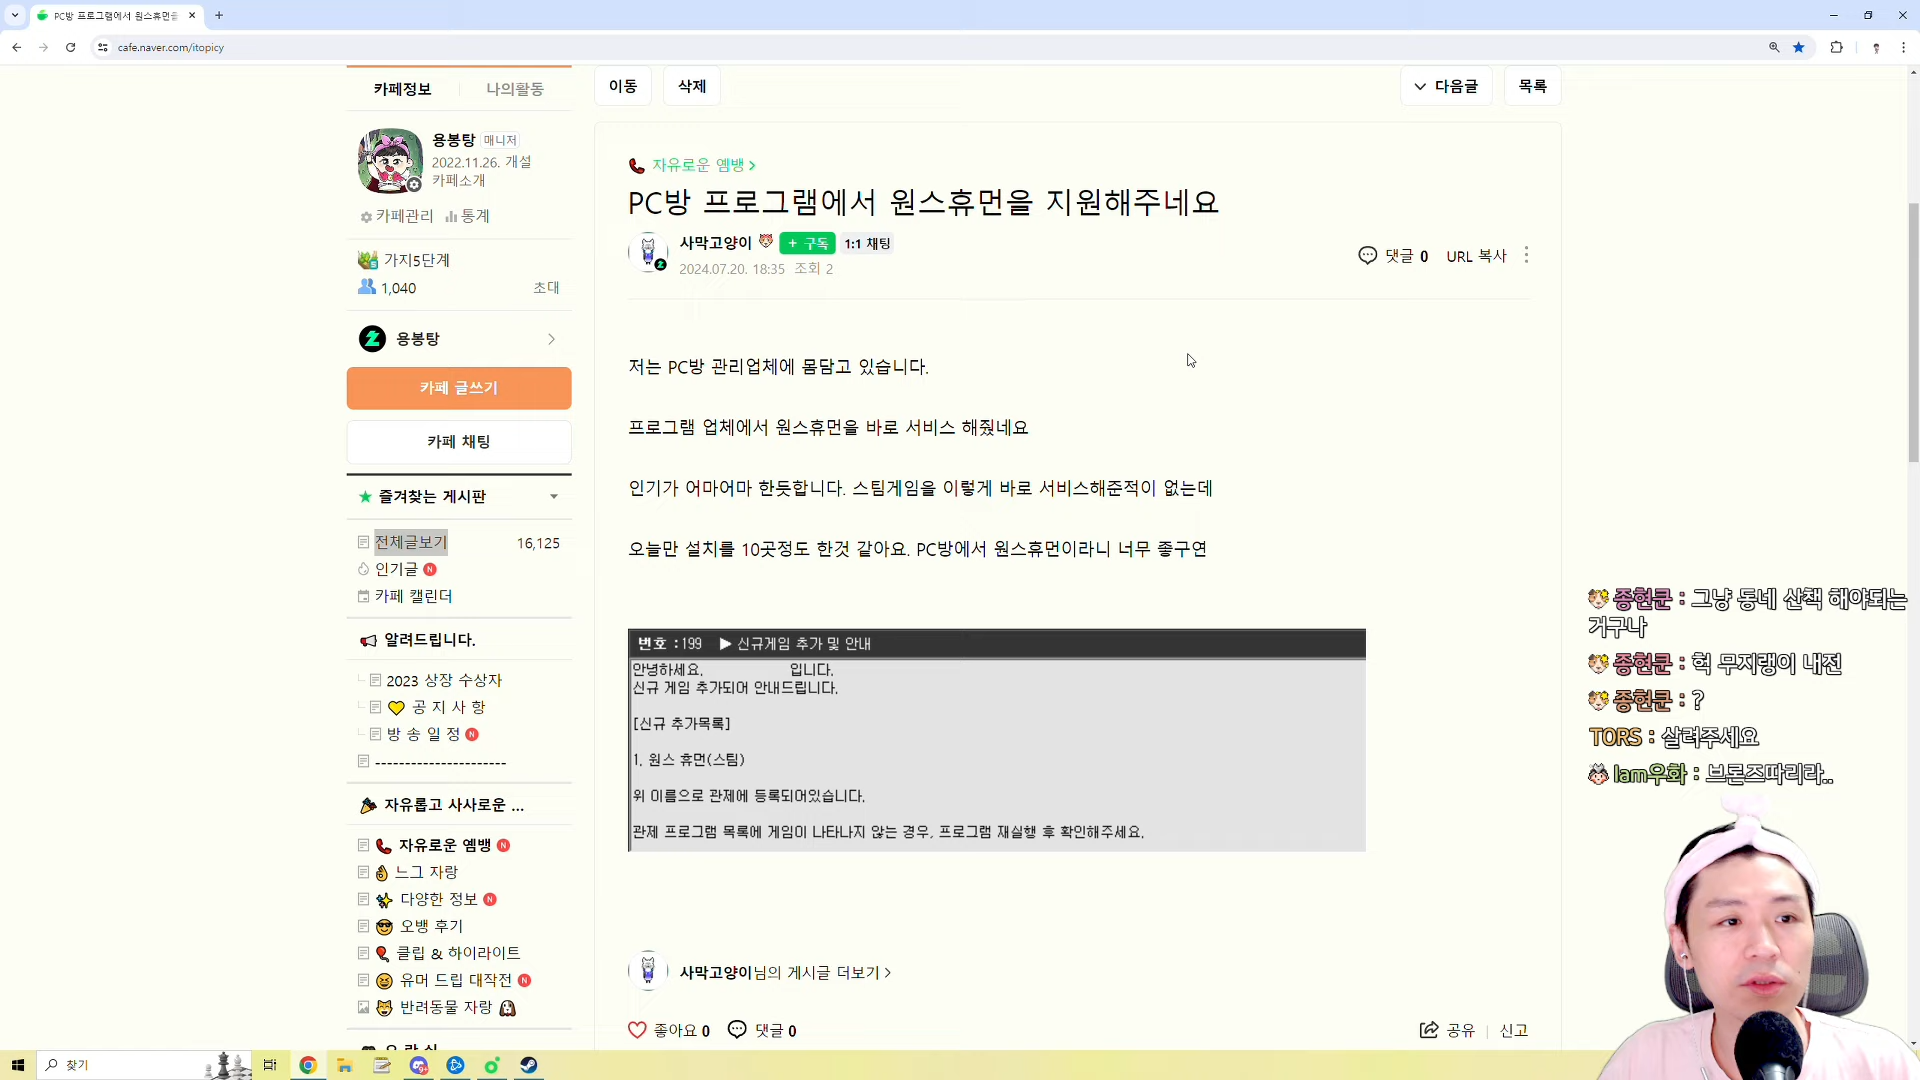 PC방 프로그램에서 원스휴먼을
cafe.naver.com/itopicy
카페정보
나의활동
용봉탕 매니저
2022.11.26. 개설
카페소개
카페관리 통계
가지5단계
1,040 초대
용봉탕
카페 글쓰기
카페 채팅
즐겨찾는 게시판
전체글보기 16,125
인기글 N
카페 캘린더
알려드립니다.
2023 상장 수상자
공 지 사 항
방 송 일 정 N
----------------------
자유롭고 사사로운 ...
자유로운 옘뱅 N
느그 자랑
다양한 정보 N
오뱅 후기
클립 & 하이라이트
유머 드립 대작전 N
반려동물 자랑
이동 삭제
다음글 목록
자유로운 옘뱅 >
PC방 프로그램에서 원스휴먼을 지원해주네요
사막고양이 + 구독 1:1 채팅
2024.07.20. 18:35 조회 2
댓글 0 URL 복사
저는 PC방 관리업체에 몸담고 있습니다.
프로그램 업체에서 원스휴먼을 바로 서비스 해줬네요
인기가 어마어마 한듯합니다. 스팀게임을 이렇게 바로 서비스해준적이 없는데
오늘만 설치를 10곳정도 한것 같아요. PC방에서 원스휴먼이라니 너무 좋구연
번호 :199 ▶ 신규게임 추가 및 안내
안녕하세요, 입니다.
신규 게임 추가되어 안내드립니다.
[신규 추가목록]
1. 원스 휴먼(스팀)
위 이름으로 관제에 등록되어있습니다.
관제 프로그램 목록에 게임이 나타나지 않는 경우, 프로그램 재실행 후 확인해주세요.
사막고양이님의 게시글 더보기 >
좋아요 0 댓글 0
공유 신고
종현쿤 : 그냥 동네 산책 해야되는
거구나
종현쿤 : 헉 무지랭이 내전
종현쿤 : ?
TORS : 살려주세요
Iam우화 : 브론즈따리라..
찾기
9+